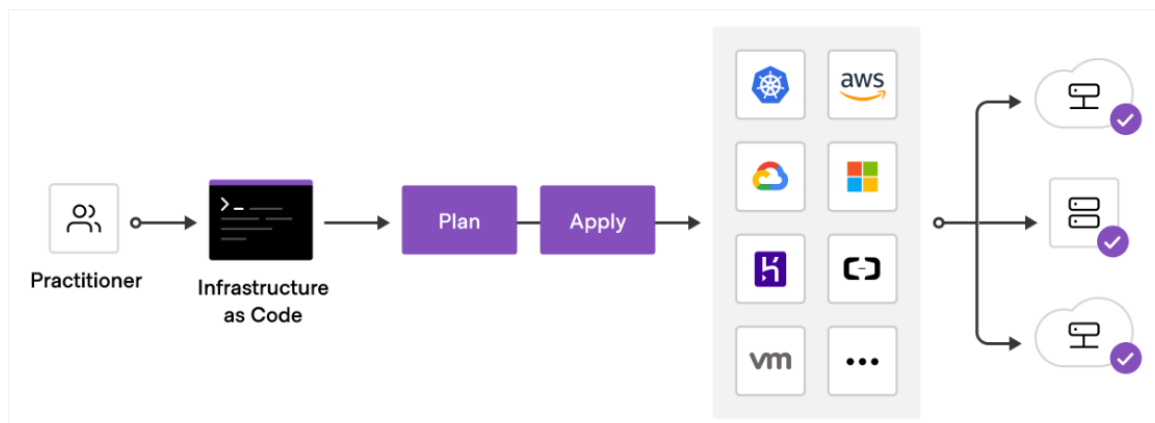 Practitioner
>_
Infrastructure
as Code
Plan
Apply
aws
vm